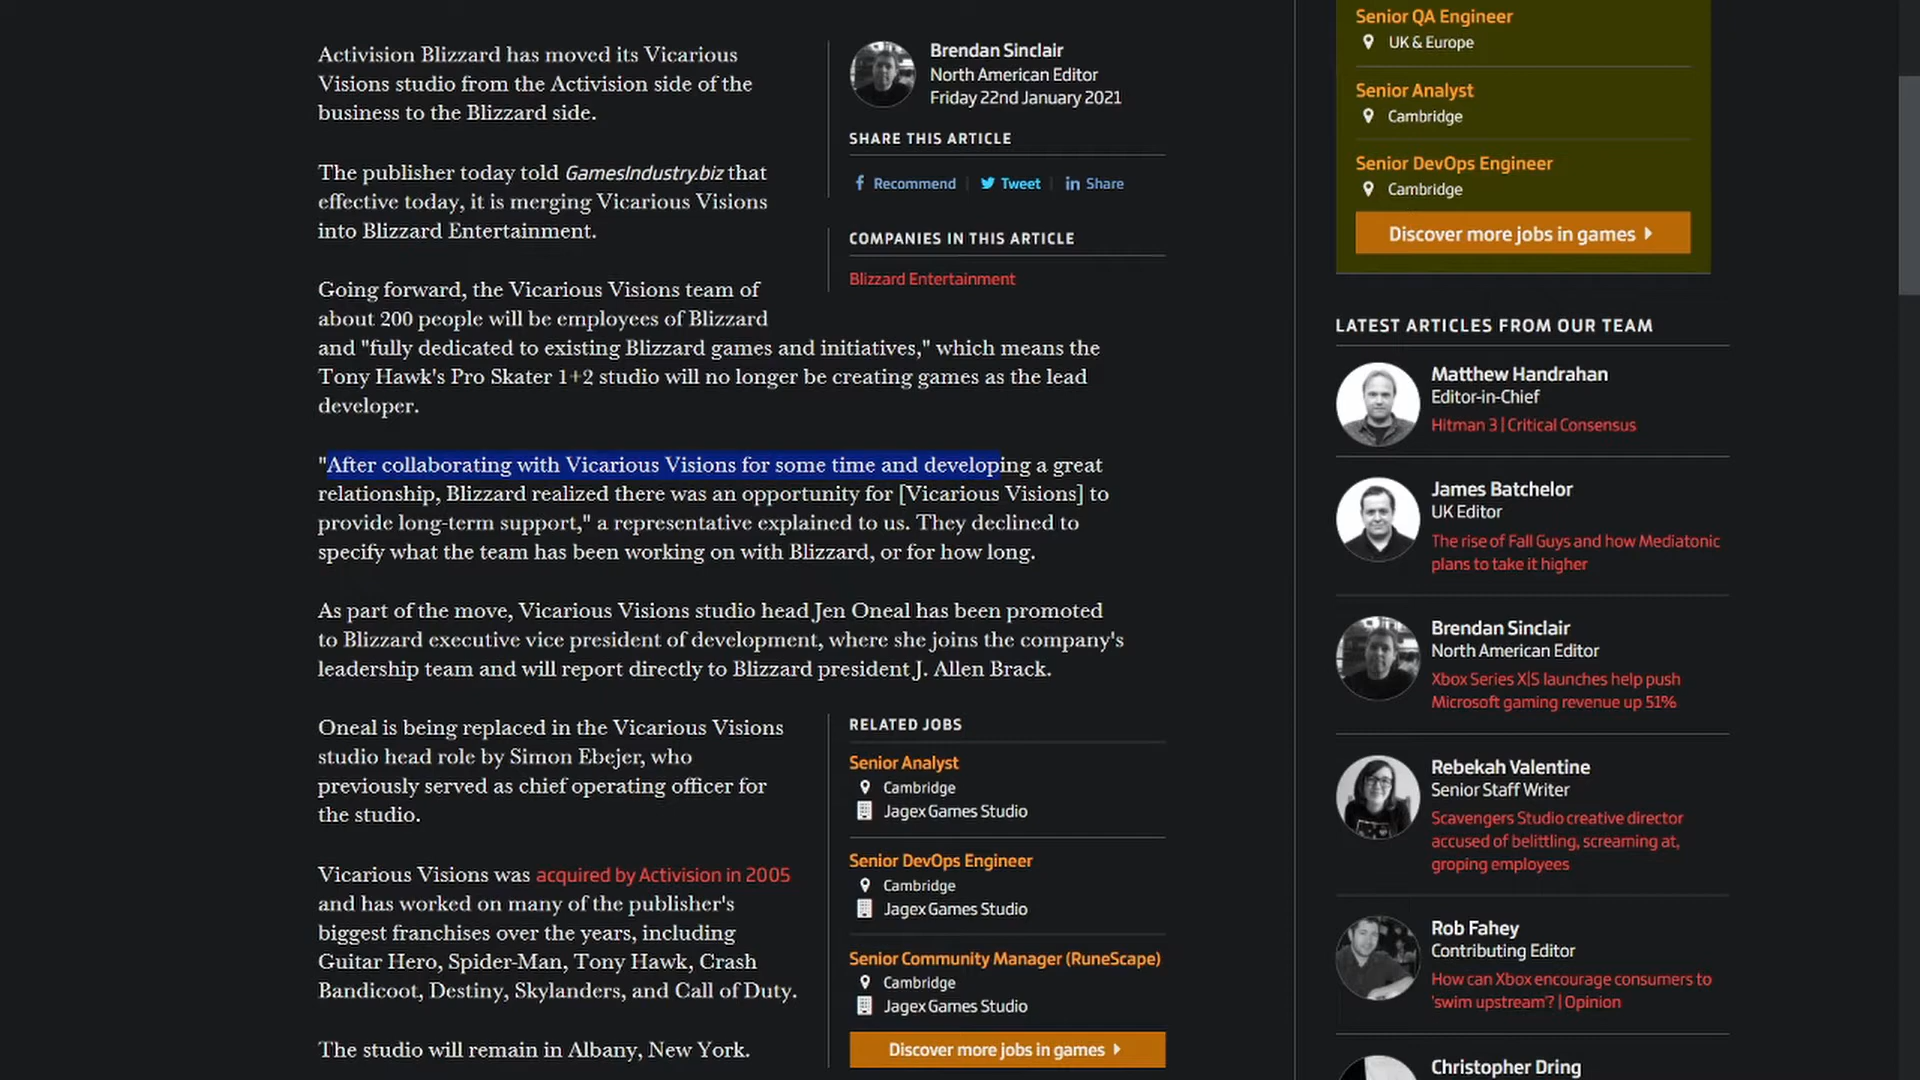 Activision Blizzard has moved its Vicarious
Visions studio from the Activision side of the
business to the Blizzard side.
The publisher today told GamesIndustry.biz that
effective today, it is merging Vicarious Visions
into Blizzard Entertainment.
Going forward, the Vicarious Visions team of
about 200 people will be employees of Blizzard
and "fully dedicated to existing Blizzard games and initiatives," which means the
Tony Hawk's Pro Skater 1+2 studio will no longer be creating games as the lead
developer.
"After collaborating with Vicarious Visions for some time and developing a great
relationship, Blizzard realized there was an opportunity for [Vicarious Visions] to
provide long-term support," a representative explained to us. They declined to
specify what the team has been working on with Blizzard, or for how long.
As part of the move, Vicarious Visions studio head Jen Oneal has been promoted
to Blizzard executive vice president of development, where she joins the company's
leadership team and will report directly to Blizzard president J. Allen Brack.
Oneal is being replaced in the Vicarious Visions
studio head role by Simon Ebejer, who
previously served as chief operating officer for
the studio.
Vicarious Visions was acquired by Activision in 2005
and has worked on many of the publisher's
biggest franchises over the years, including
Guitar Hero, Spider-Man, Tony Hawk, Crash
Bandicoot, Destiny, Skylanders, and Call of Duty.
The studio will remain in Albany, New York.
Brendan Sinclair
North American Editor
Friday 22nd January 2021
SHARE THIS ARTICLE
Recommend
Tweet
Share
COMPANIES IN THIS ARTICLE
Blizzard Entertainment
RELATED JOBS
Senior Analyst
Cambridge
Jagex Games Studio
Senior DevOps Engineer
Cambridge
Jagex Games Studio
Senior Community Manager (RuneScape)
Cambridge
Jagex Games Studio
Discover more jobs in games
Senior QA Engineer
UK & Europe
Senior Analyst
Cambridge
Senior DevOps Engineer
Cambridge
Discover more jobs in games
LATEST ARTICLES FROM OUR TEAM
Matthew Handrahan
Editor-in-Chief
Hitman 3 | Critical Consensus
James Batchelor
UK Editor
The rise of Fall Guys and how Mediatonic
plans to take it higher
Brendan Sinclair
North American Editor
Xbox Series X|S launches help push
Microsoft gaming revenue up 51%
Rebekah Valentine
Senior Staff Writer
Scavengers Studio creative director
accused of belittling, screaming at,
groping employees
Rob Fahey
Contributing Editor
How can Xbox encourage consumers to
'swim upstream'? | Opinion
Christopher Dring